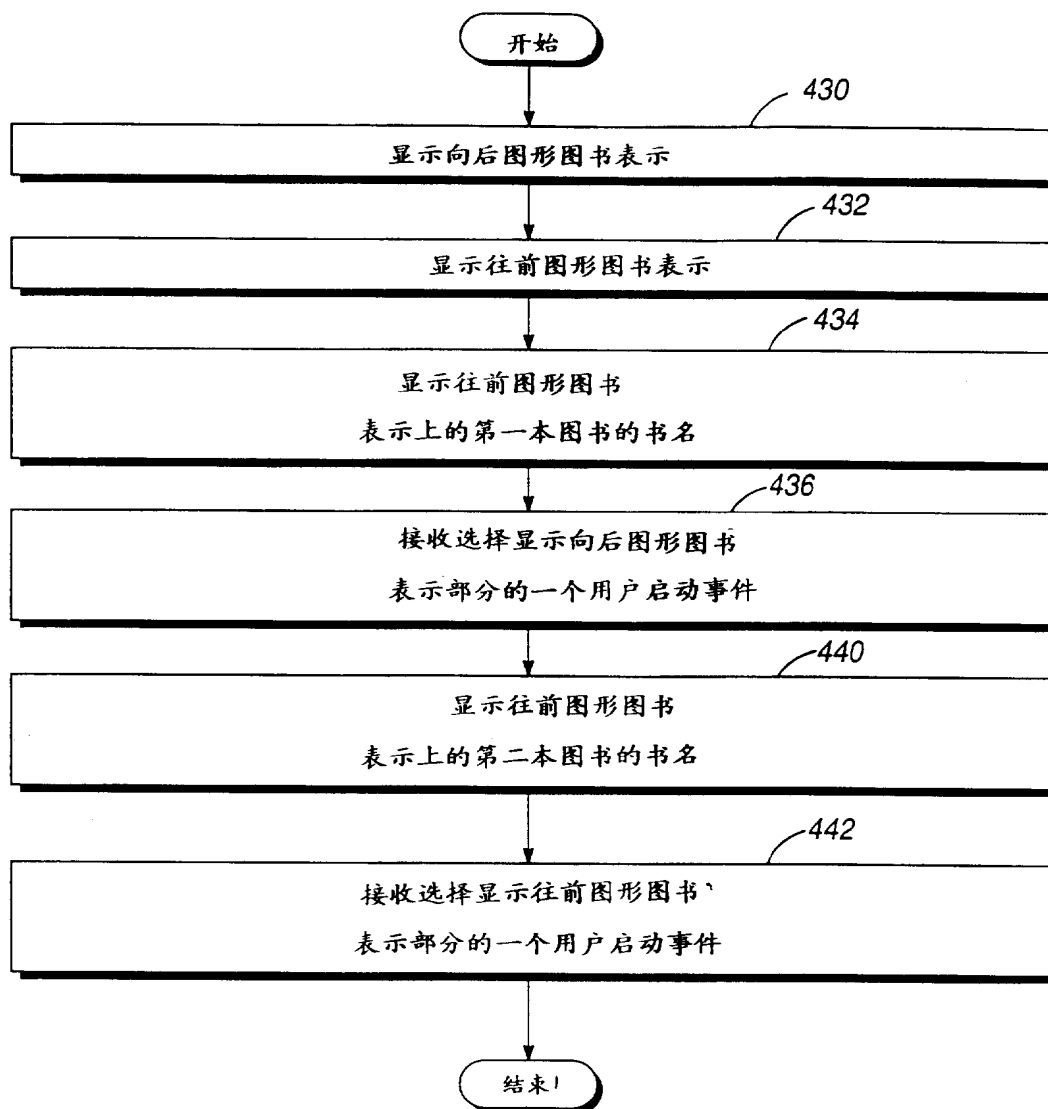 开始
430
显示向后图形图书表示
432
显示往前图形图书表示
434
显示往前图形图书
表示上的第一本图书的书名
436
接收选择显示向后图形图书
表示部分的一个用户启动事件
440
显示往前图形图书
表示上的第二本图书的书名
442
接收选择显示往前图形图书
表示部分的一个用户启动事件
结束